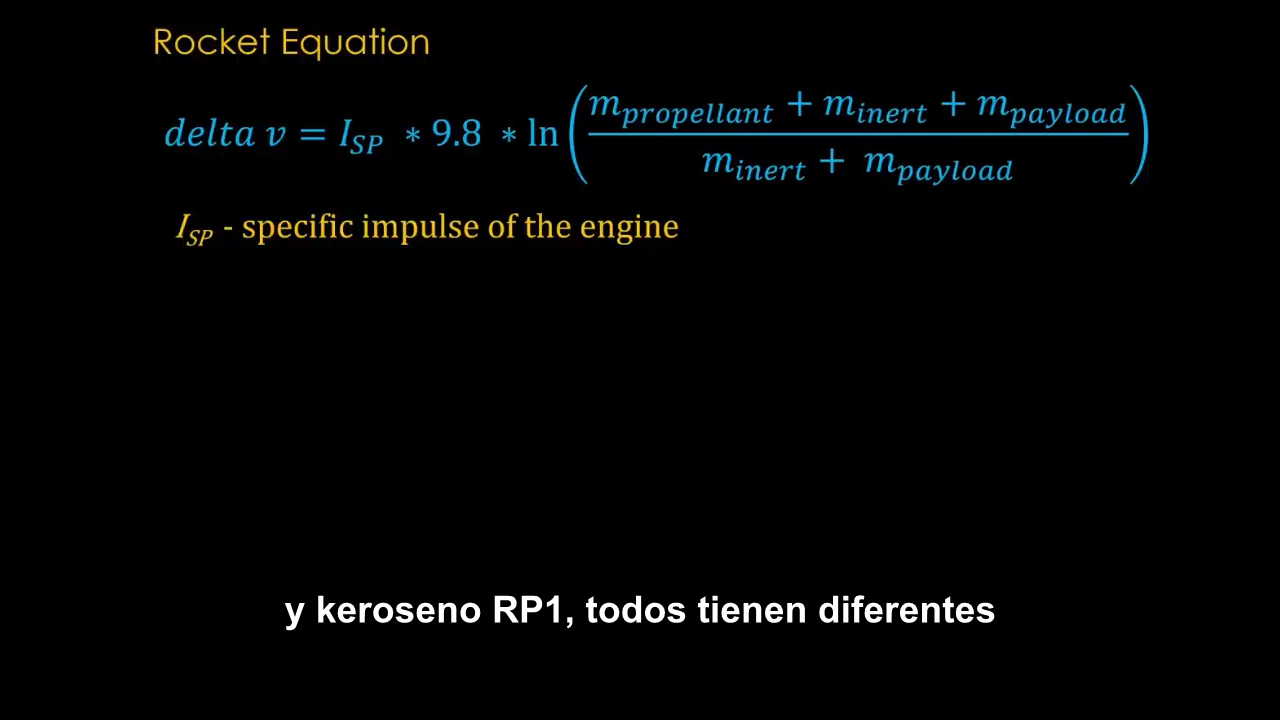 Rocket Equation
delta v = I_SP * 9.8 * ln( (m_propellant + m_inert + m_payload) / (m_inert + m_payload) )
I_SP - specific impulse of the engine
y keroseno RP1, todos tienen diferentes